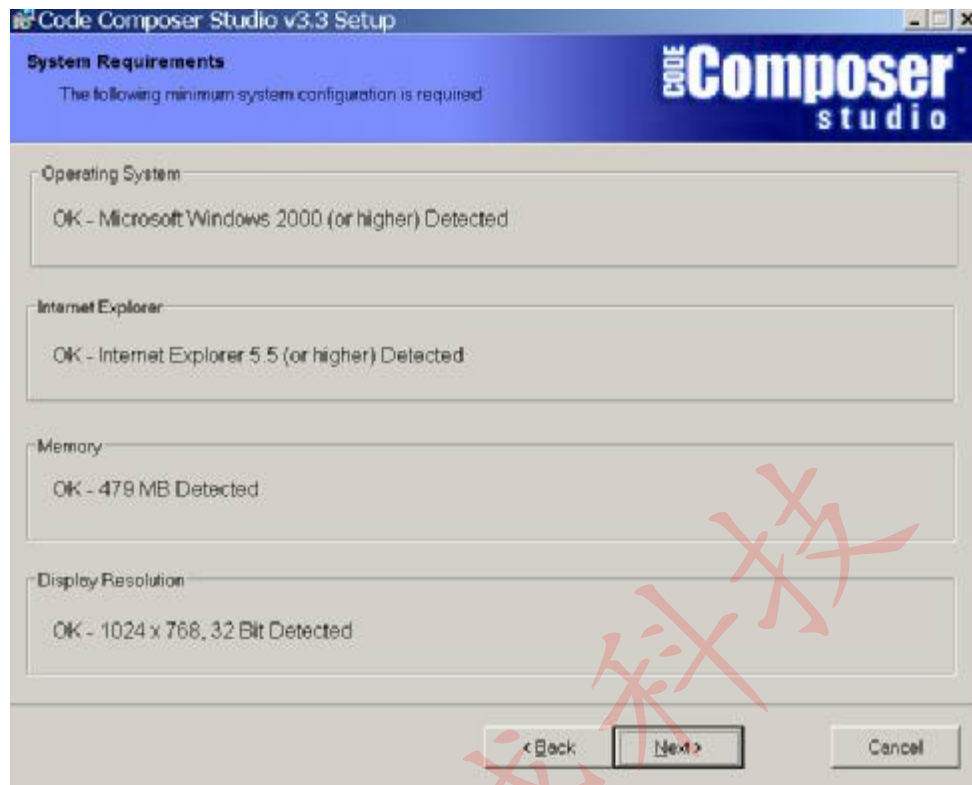 Code Composer Studio v3.3 Setup
System Requirements
The following minimum system configuration is required
CODE Composer
studio
Operating System
OK - Microsoft Windows 2000 (or higher) Detected
Internet Explorer
OK - Internet Explorer 5.5 (or higher) Detected
Memory
OK - 479 MB Detected
Display Resolution
OK - 1024 x 768, 32 Bit Detected
< Back
Next >
Cancel
科技